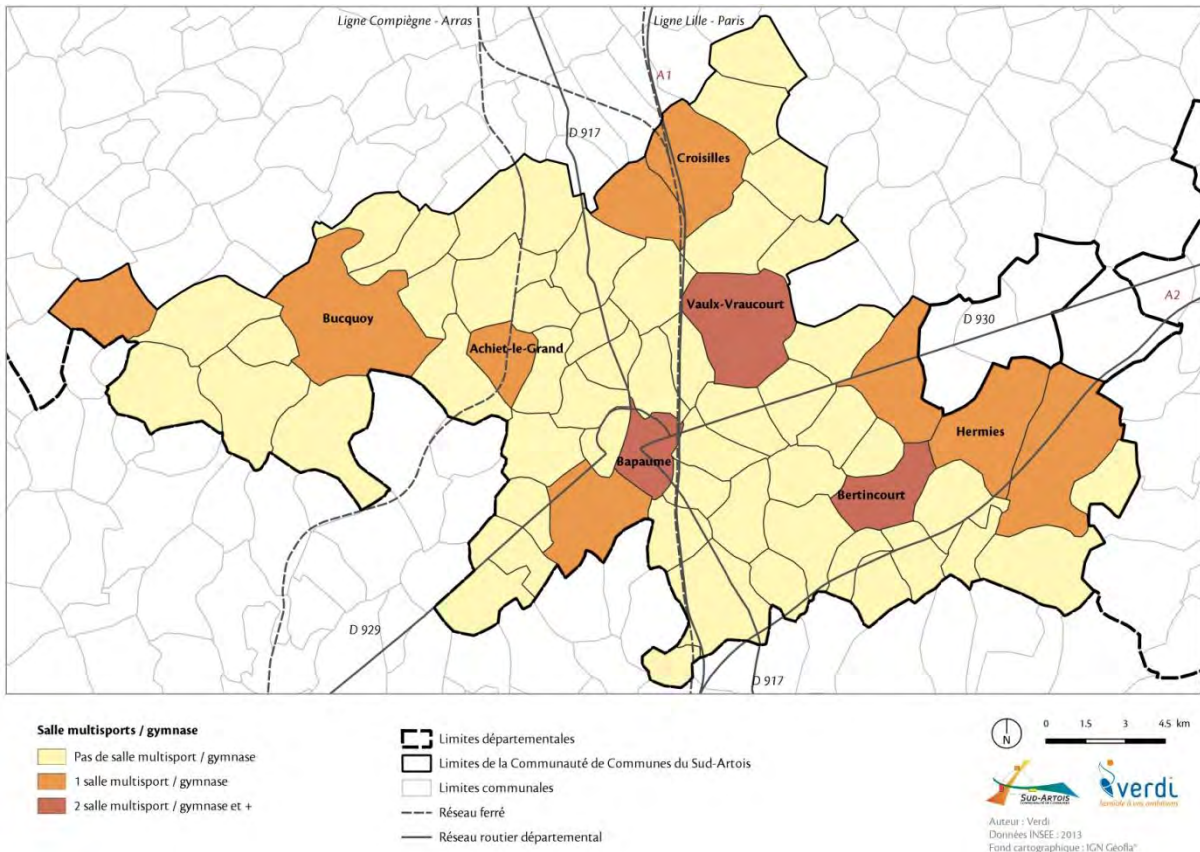 Ligne Compiègne - Arras
Ligne Lille - Paris
A1
D 917
Croisilles
Vaulx-Vraucourt
A2
D 930
Bucquoy
Achiet-le-Grand
Hermies
Bapaume
Bertincourt
D 929
D 917
Salle multisports / gymnase
Pas de salle multisport / gymnase
1 salle multisport / gymnase
2 salle multisport / gymnase et +
Limites départementales
Limites de la Communauté de Communes du Sud-Artois
Limites communales
Réseau ferré
Réseau routier départemental
N
0 1.5 3 4.5 km
SUD-ARTOIS
COMMUNAUTÉ DE COMMUNES
verdi
Auteur : Verdi
Données INSEE : 2013
Fond cartographique : IGN Géofla®